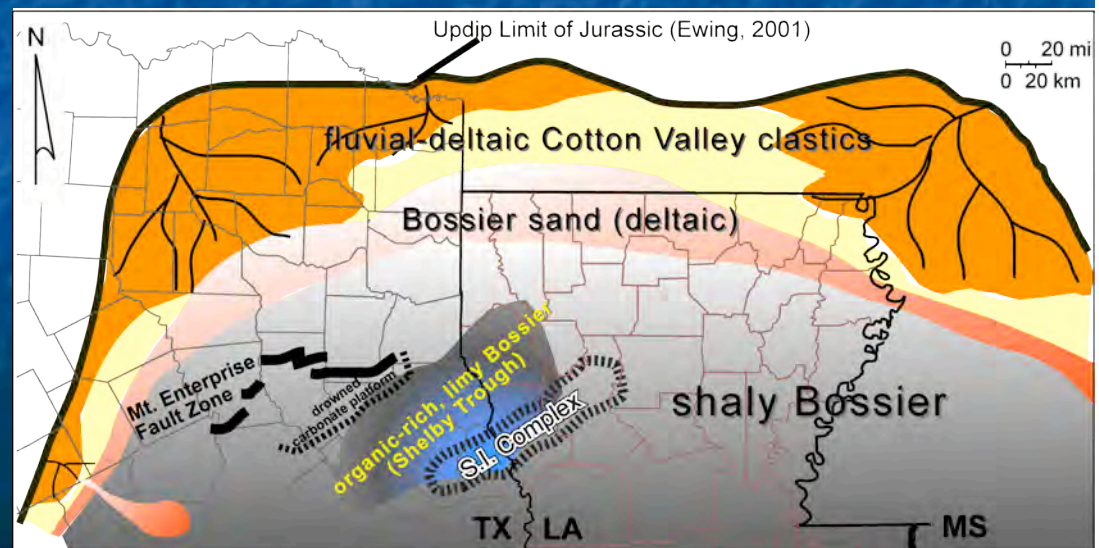 Updip Limit of Jurassic (Ewing, 2001)
N
0 20 mi
0 20 km
fluvial-deltaic Cotton Valley clastics
Bossier sand (deltaic)
Mt. Enterprise
Fault Zone
drowned
carbonate platform
organic-rich, limy Bossier
(Shelby Trough)
S.I. Complex
shaly Bossier
TX LA
MS